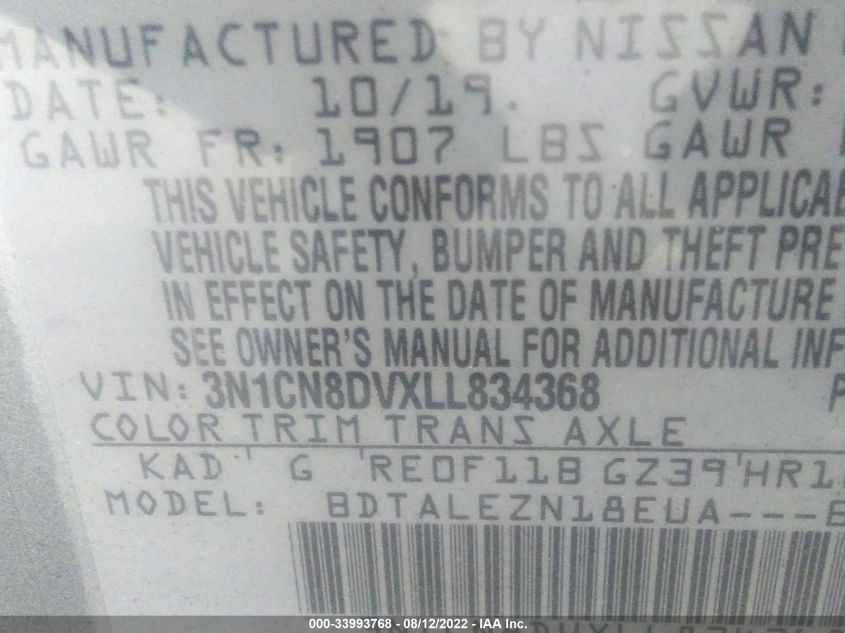 MANUFACTURED BY NISSAN
DATE: 10/19. GVWR:
GAWR FR: 1907 LBS GAWR
THIS VEHICLE CONFORMS TO ALL APPLICAB
VEHICLE SAFETY, BUMPER AND THEFT PRE
IN EFFECT ON THE DATE OF MANUFACTURE
SEE OWNER'S MANUAL FOR ADDITIONAL INF
VIN: 3N1CN8DVXLL834368 P
COLOR TRIM TRANS AXLE
KAD G RE0F11B GZ39 HR1
MODEL: BDTALEZN18EUA---E
000-33993768 - 08/12/2022 - IAA Inc.